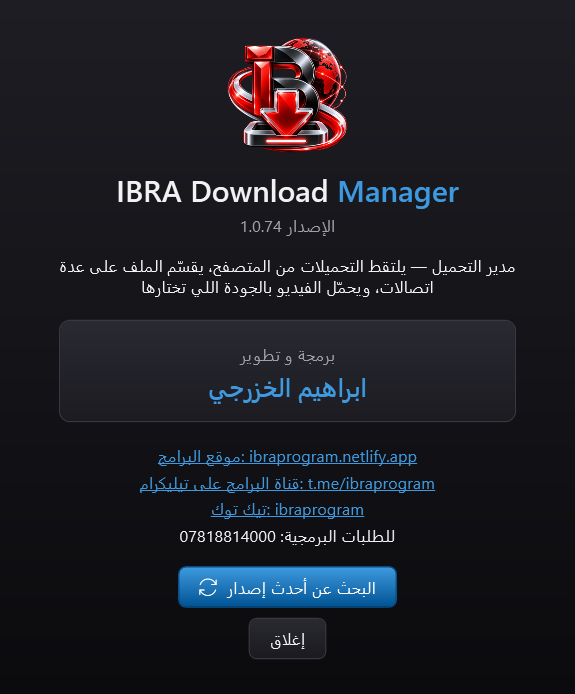 IB
IBRA Download Manager
الإصدار 1.0.74
مدير التحميل — يلتقط التحميلات من المتصفح، يقسّم الملف على عدة
اتصالات، ويحمّل الفيديو بالجودة اللي تختارها
برمجة و تطوير
ابراهيم الخزرجي
موقع البرامج: ibraprogram.netlify.app
قناة البرامج على تيليكرام: t.me/ibraprogram
تيك توك: ibraprogram
للطلبات البرمجية: 07818814000
البحث عن أحدث إصدار
إغلاق